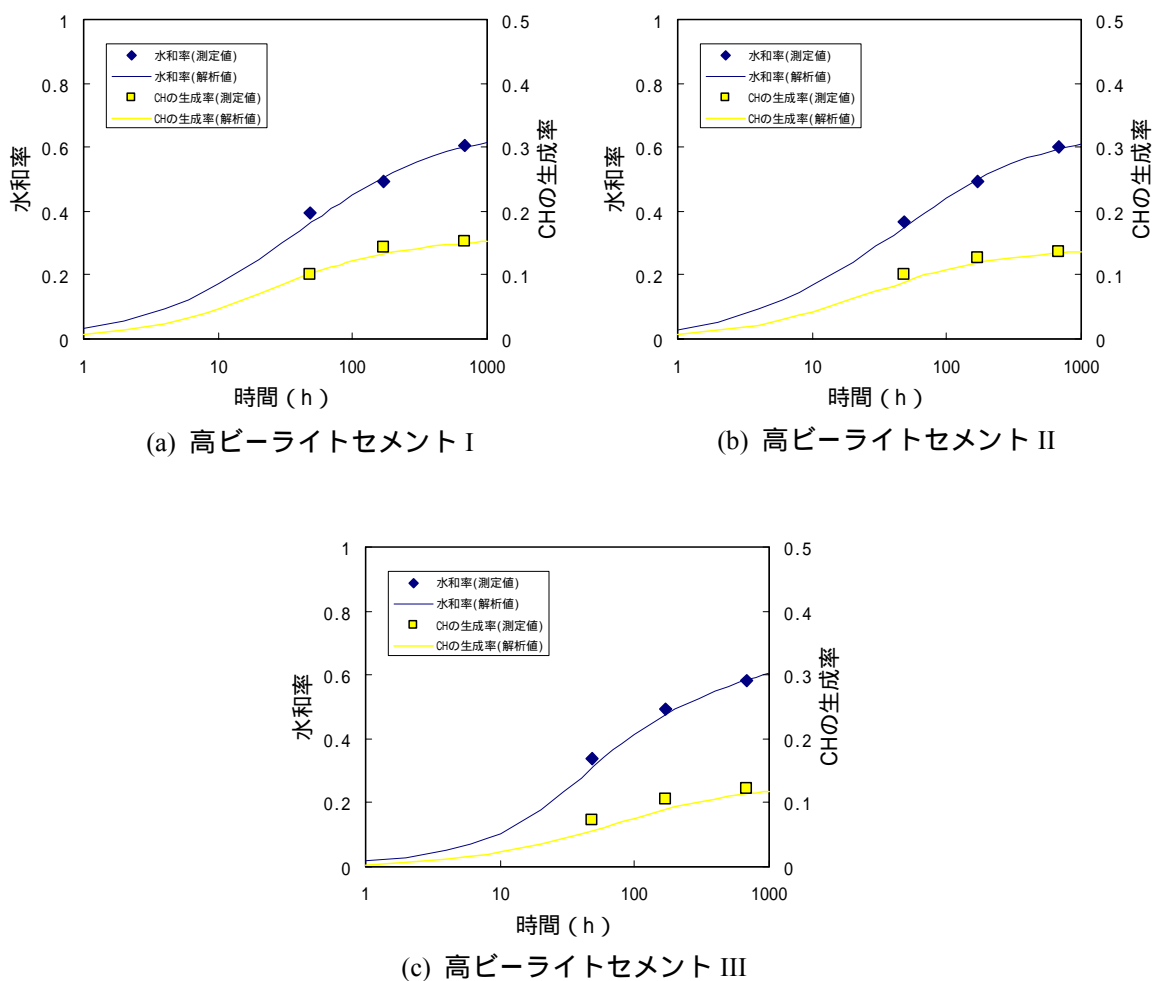 1
0.8
0.6
0.4
0.2
0
0.5
0.4
0.3
0.2
0.1
0
水和率
CHの生成率
水和率(測定値)
水和率(解析値)
CHの生成率(測定値)
CHの生成率(解析値)
1 10 100 1000
時間(h)
(a) 高ビーライトセメント I
1
0.8
0.6
0.4
0.2
0
0.5
0.4
0.3
0.2
0.1
0
水和率
CHの生成率
水和率(測定値)
水和率(解析値)
CHの生成率(測定値)
CHの生成率(解析値)
1 10 100 1000
時間(h)
(b) 高ビーライトセメント II
1
0.8
0.6
0.4
0.2
0
0.5
0.4
0.3
0.2
0.1
0
水和率
CHの生成率
水和率(測定値)
水和率(解析値)
CHの生成率(測定値)
CHの生成率(解析値)
1 10 100 1000
時間(h)
(c) 高ビーライトセメント III